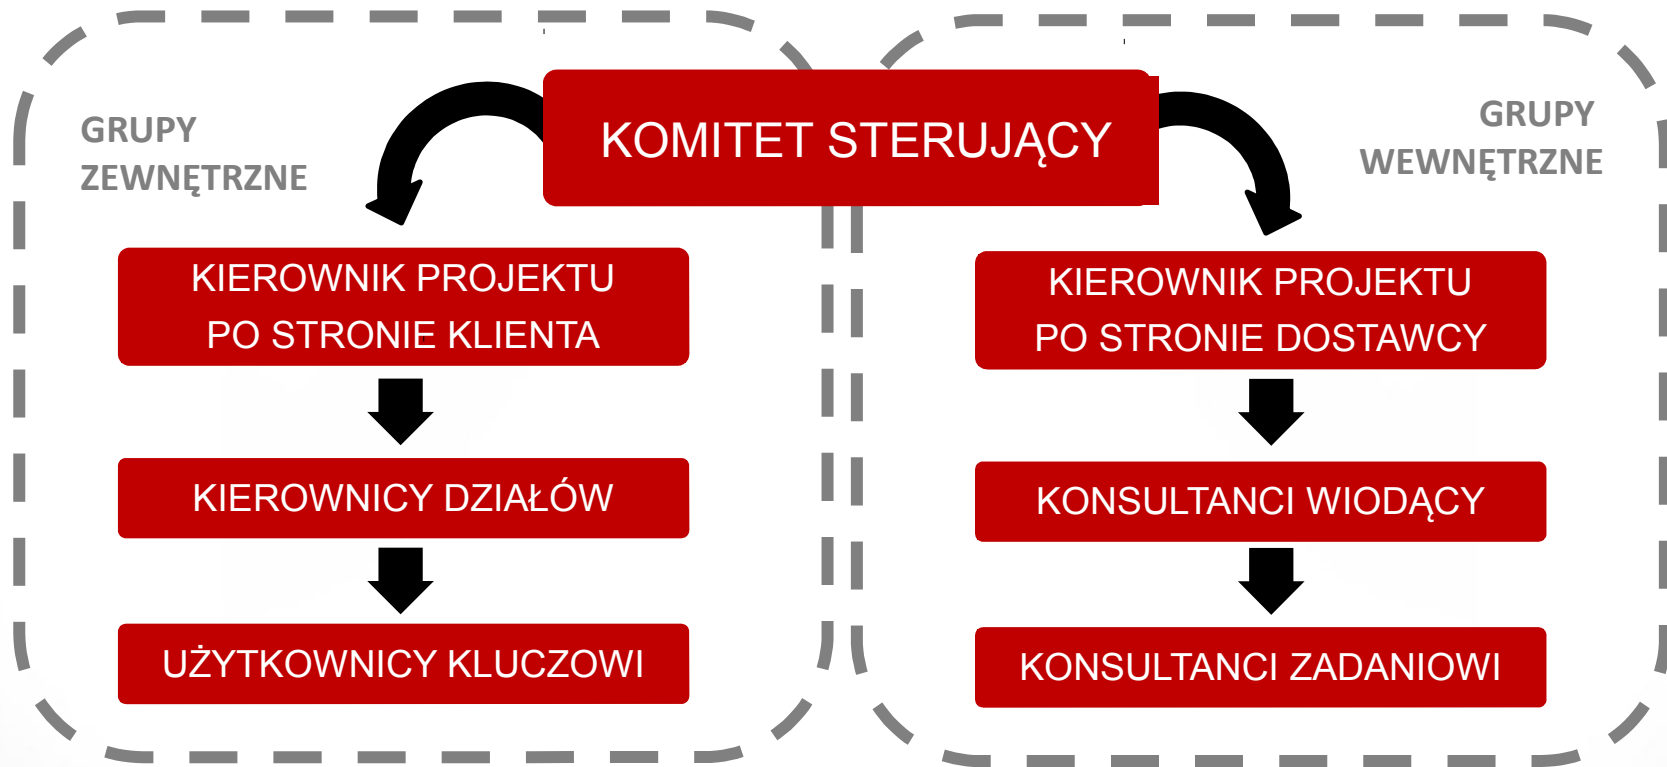 KOMITET STERUJĄCY
GRUPY
ZEWNĘTRZNE
KIEROWNIK PROJEKTU
PO STRONIE KLIENTA
KIEROWNICY DZIAŁÓW
UŻYTKOWNICY KLUCZOWI
GRUPY
WEWNĘTRZNE
KIEROWNIK PROJEKTU
PO STRONIE DOSTAWCY
KONSULTANCI WIODĄCY
KONSULTANCI ZADANIOWI